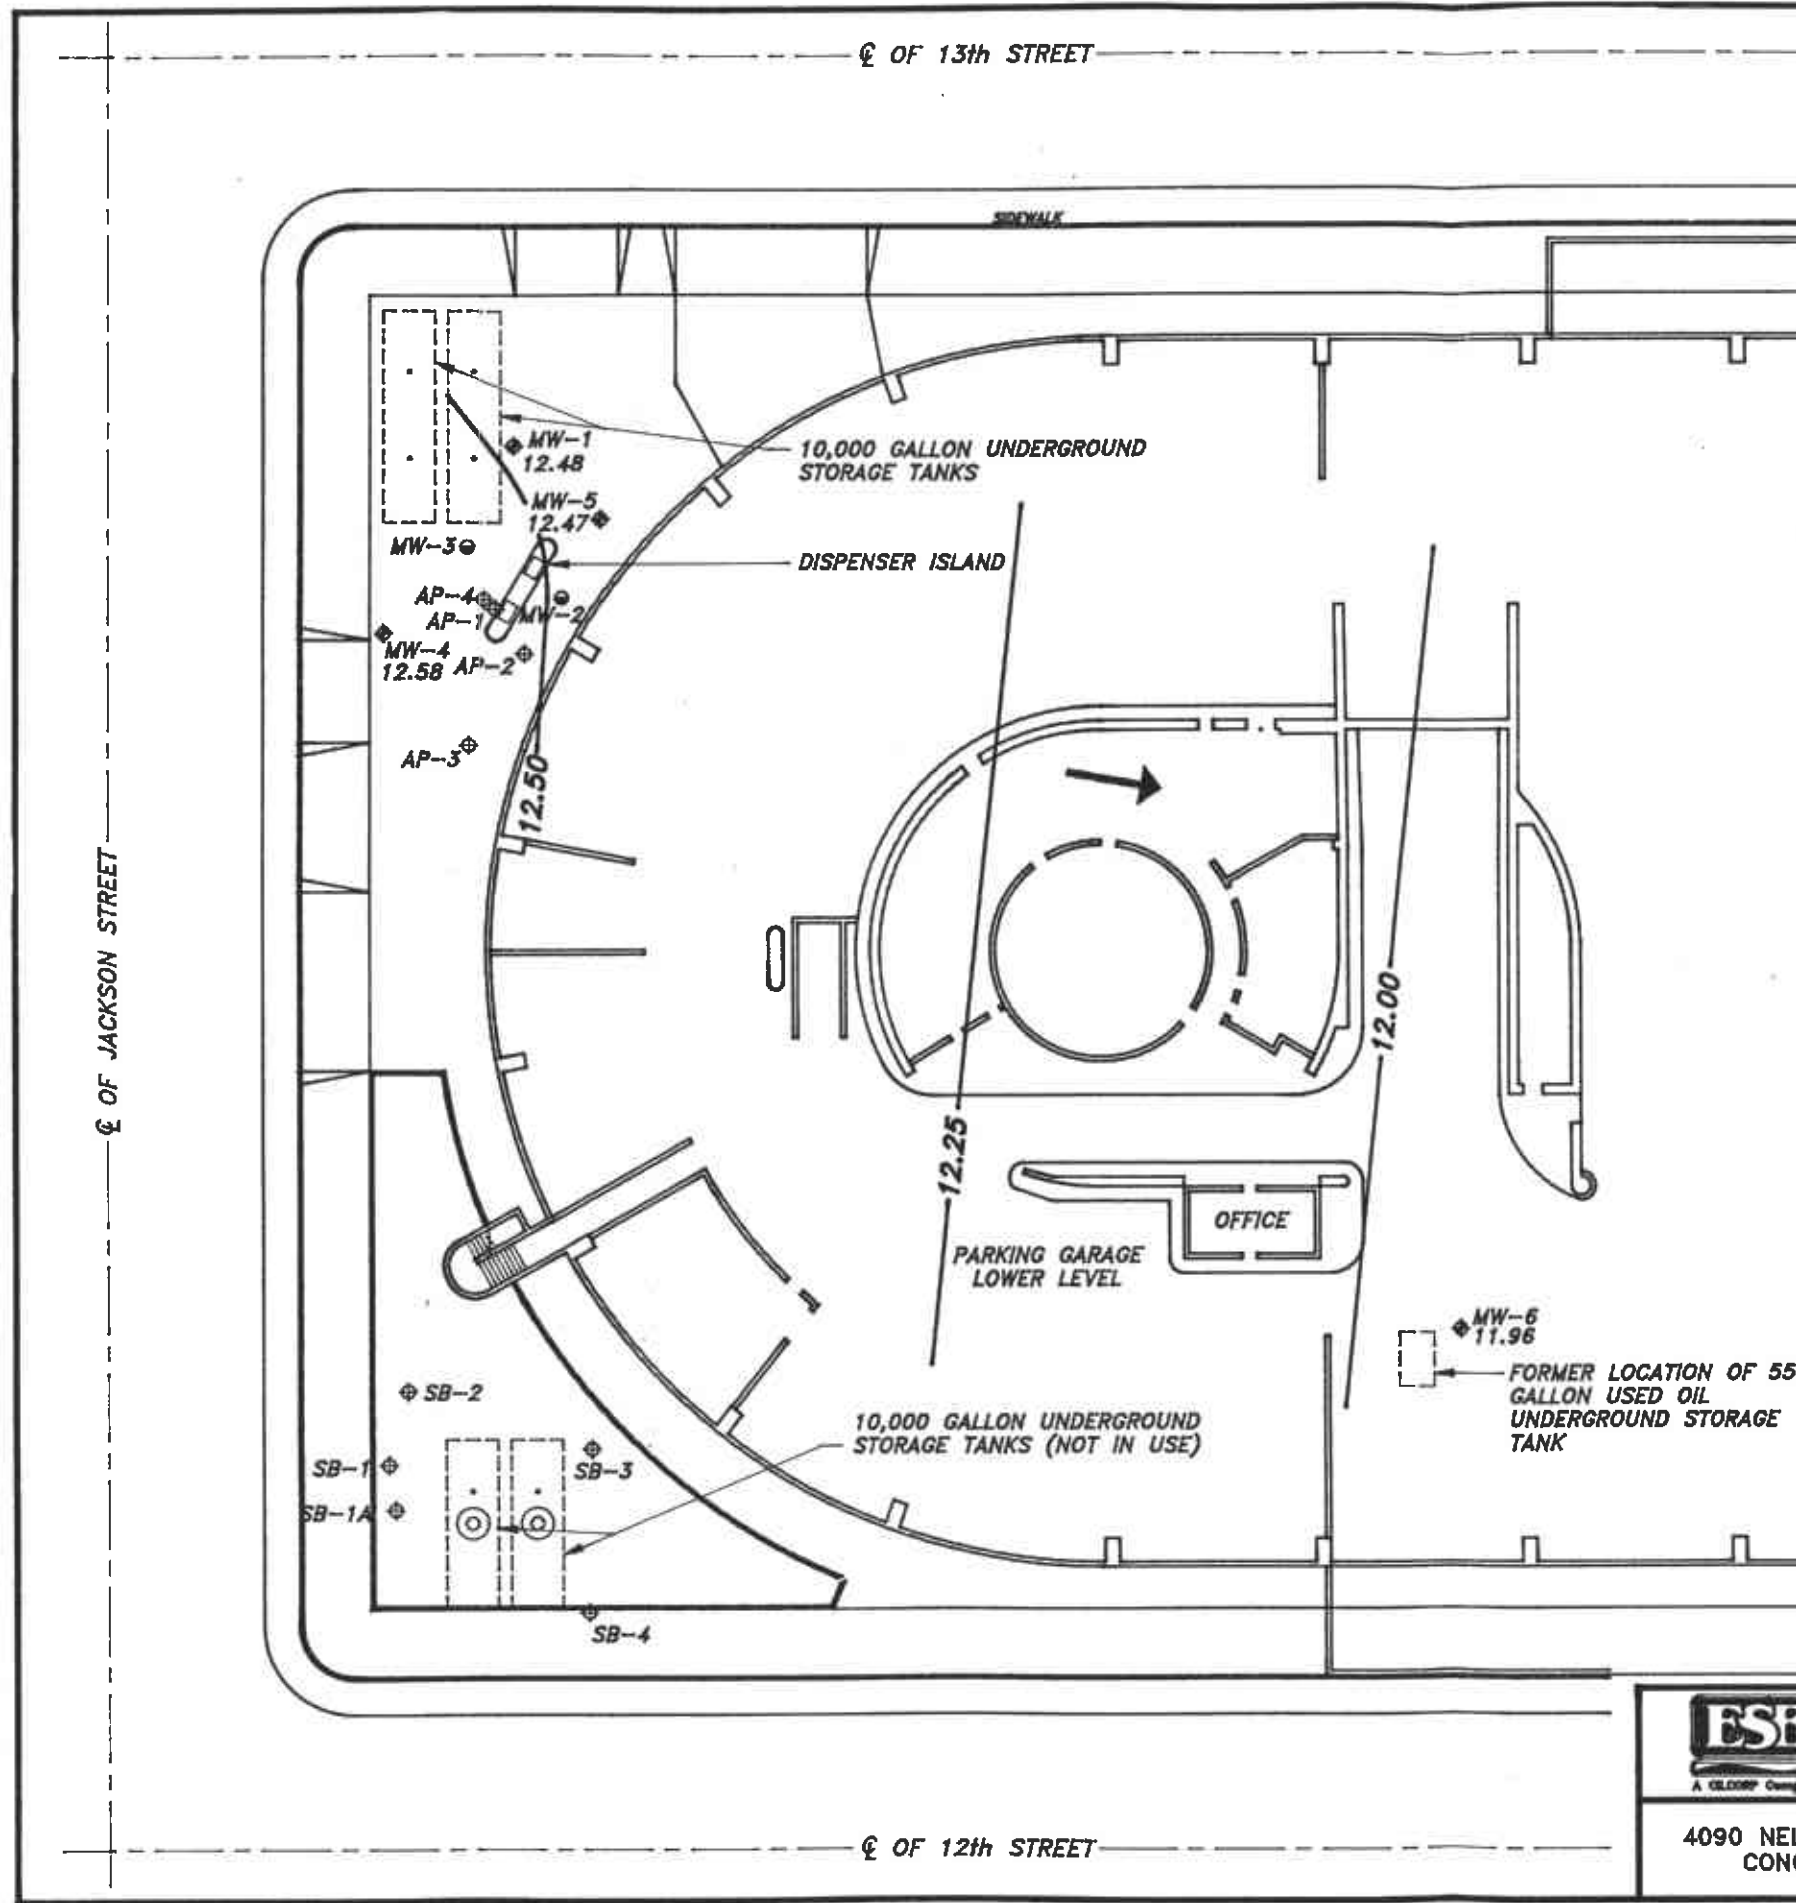 ℄ OF 13th STREET
SIDEWALK
MW-1
12.48
10,000 GALLON UNDERGROUND
STORAGE TANKS
MW-5
12.47
MW-3
DISPENSER ISLAND
AP-4
AP-1
MW-2
MW-4
12.58
AP-2
AP-3
12.50
℄ OF JACKSON STREET
12.00
12.25
OFFICE
PARKING GARAGE
LOWER LEVEL
MW-6
11.96
FORMER LOCATION OF 55
GALLON USED OIL
UNDERGROUND STORAGE
TANK
SB-2
10,000 GALLON UNDERGROUND
STORAGE TANKS (NOT IN USE)
SB-1
SB-3
SB-1A
SB-4
A
4090 NEL
CONC
℄ OF 12th STREET